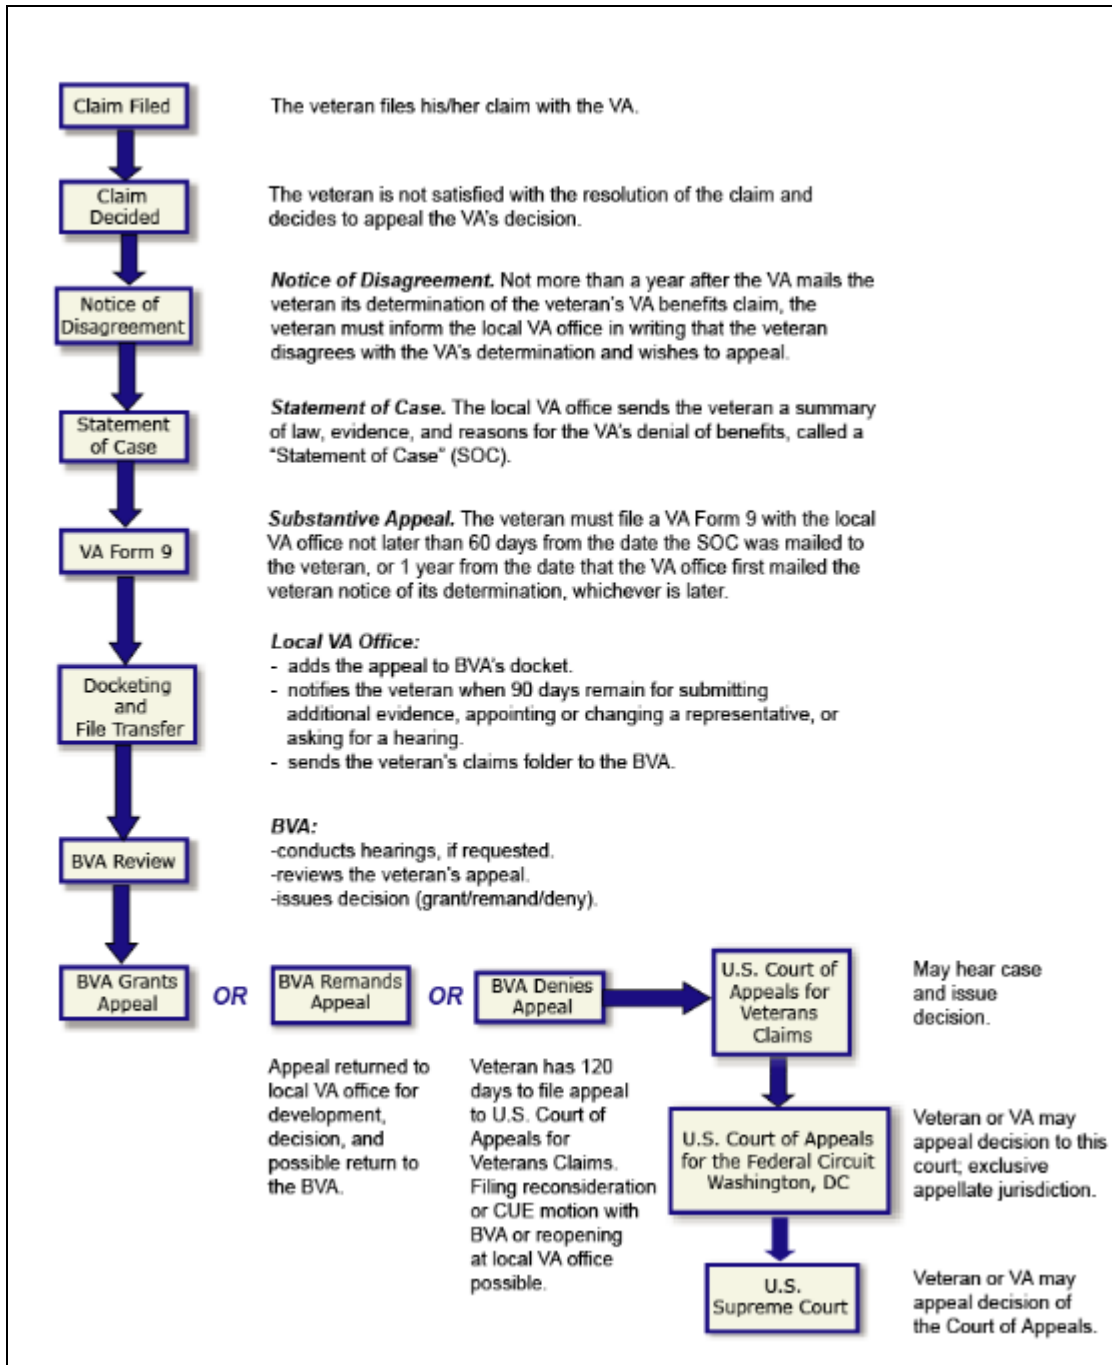 Claim Filed
The veteran files his/her claim with the VA.
Claim
Decided
The veteran is not satisfied with the resolution of the claim and
decides to appeal the VA's decision.
Notice of
Disagreement
Notice of Disagreement. Not more than a year after the VA mails the
veteran its determination of the veteran's VA benefits claim, the
veteran must inform the local VA office in writing that the veteran
disagrees with the VA's determination and wishes to appeal.
Statement
of Case
Statement of Case. The local VA office sends the veteran a summary
of law, evidence, and reasons for the VA's denial of benefits, called a
"Statement of Case" (SOC).
VA Form 9
Substantive Appeal. The veteran must file a VA Form 9 with the local
VA office not later than 60 days from the date the SOC was mailed to
the veteran, or 1 year from the date that the VA office first mailed the
veteran notice of its determination, whichever is later.
Docketing
and
File Transfer
Local VA Office:
- adds the appeal to BVA's docket.
- notifies the veteran when 90 days remain for submitting
additional evidence, appointing or changing a representative, or
asking for a hearing.
- sends the veteran's claims folder to the BVA.
BVA Review
BVA:
-conducts hearings, if requested.
-reviews the veteran's appeal.
-issues decision (grant/remand/deny).
BVA Grants
Appeal
OR
BVA Remands
Appeal
OR
BVA Denies
Appeal
U.S. Court of
Appeals for
Veterans
Claims
May hear case
and issue
decision.
Appeal returned to
local VA office for
development,
decision, and
possible return to
the BVA.
Veteran has 120
days to file appeal
to U.S. Court of
Appeals for
Veterans Claims.
Filing reconsideration
or CUE motion with
BVA or reopening
at local VA office
possible.
U.S. Court of Appeals
for the Federal Circuit
Washington, DC
Veteran or VA may
appeal decision to this
court; exclusive
appellate jurisdiction.
U.S.
Supreme Court
Veteran or VA may
appeal decision of
the Court of Appeals.